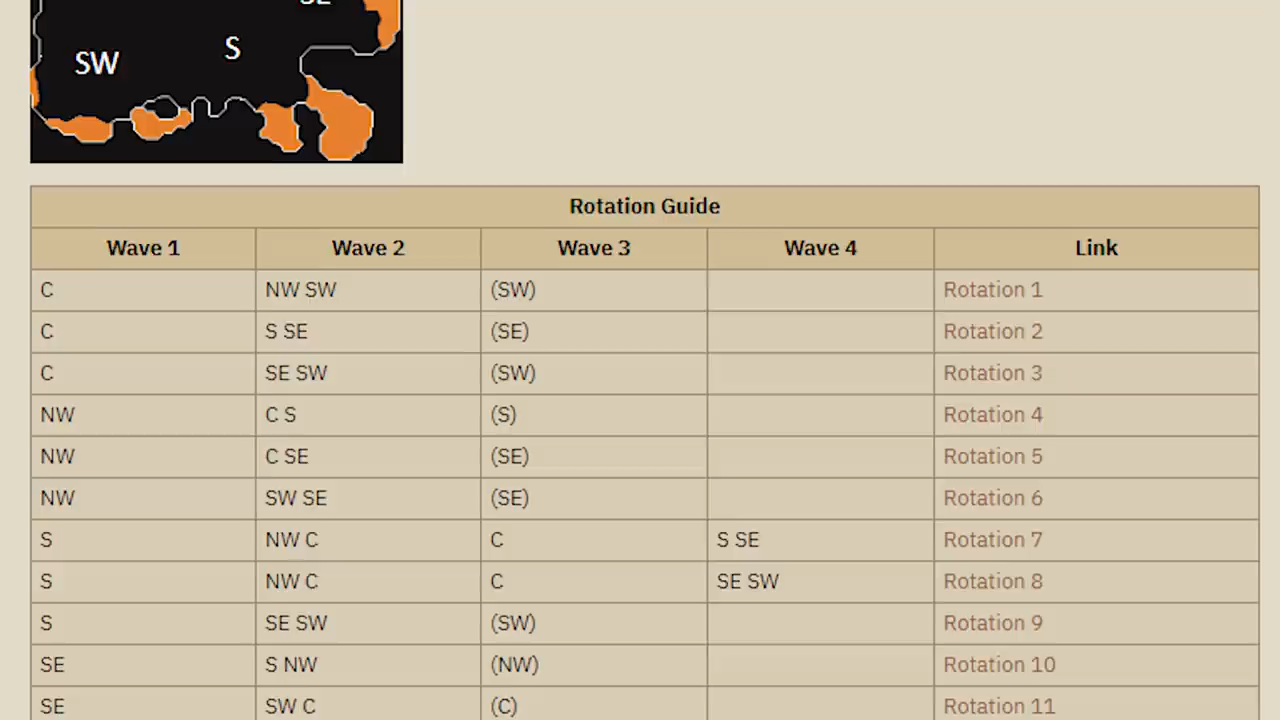 SE
S
SW
Rotation Guide
Wave 1 Wave 2 Wave 3 Wave 4 Link
C NW SW (SW) Rotation 1
C S SE (SE) Rotation 2
C SE SW (SW) Rotation 3
NW C S (S) Rotation 4
NW C SE (SE) Rotation 5
NW SW SE (SE) Rotation 6
S NW C C S SE Rotation 7
S NW C C SE SW Rotation 8
S SE SW (SW) Rotation 9
SE S NW (NW) Rotation 10
SE SW C (C) Rotation 11